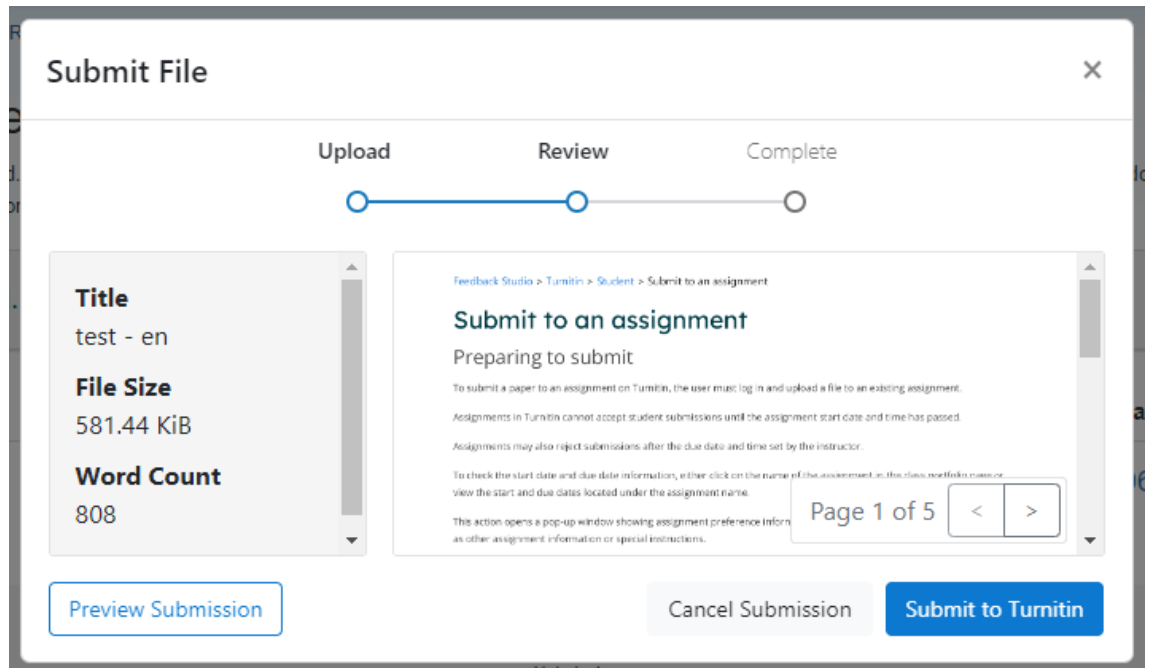 Submit File
×
Upload
Review
Complete
Title
test - en
File Size
581.44 KiB
Word Count
808
Feedback Studio > Turnitin > Student > Submit to an assignment
Submit to an assignment
Preparing to submit
To submit a paper to an assignment on Turnitin, the user must log in and upload a file to an existing assignment.
Assignments in Turnitin cannot accept student submissions until the assignment start date and time has passed.
Assignments may also reject submissions after the due date and time set by the instructor.
To check the start date and due date information, either click on the name of the assignment in the class portfolio page or
view the start and due dates located under the assignment name.
This action opens a pop-up window showing assignment preference inform
as other assignment information or special instructions.
Page 1 of 5 < >
Preview Submission
Cancel Submission
Submit to Turnitin